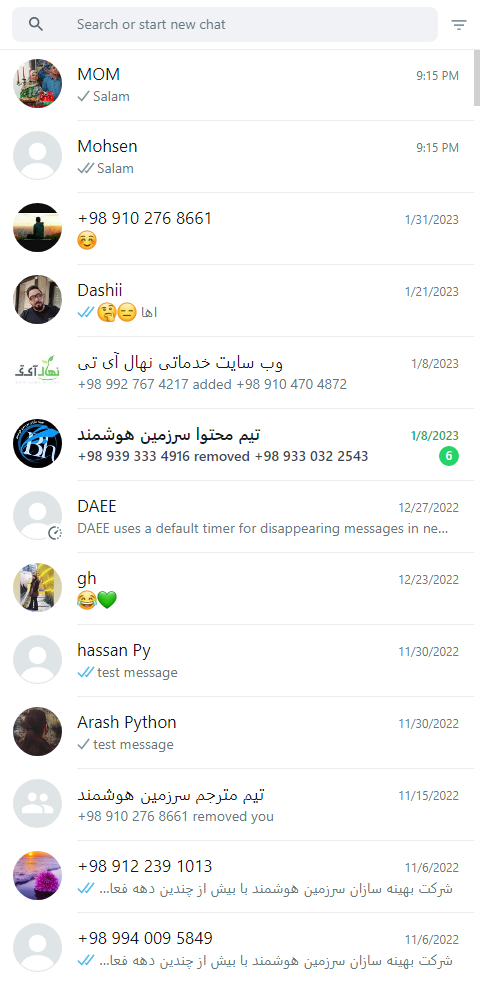 Search or start new chat
MOM 9:15 PM
Salam
Mohsen 9:15 PM
Salam
+98 910 276 8661 1/31/2023
☺️
Dashii 1/21/2023
🤔😑 اها
وب سایت خدماتی نهال آی تی 1/8/2023
+98 992 767 4217 added +98 910 470 4872
تیم محتوا سرزمین هوشمند 1/8/2023
+98 939 333 4916 removed +98 933 032 2543 6
DAEE 12/27/2022
DAEE uses a default timer for disappearing messages in ne...
gh 12/23/2022
😂💚
hassan Py 11/30/2022
test message
Arash Python 11/30/2022
test message
تیم مترجم سرزمین هوشمند 11/15/2022
+98 910 276 8661 removed you
+98 912 239 1013 11/6/2022
شرکت بهینه سازان سرزمین هوشمند با بیش از چندین دهه فعا...
+98 994 009 5849 11/6/2022
شرکت بهینه سازان سرزمین هوشمند با بیش از چندین دهه فعا...